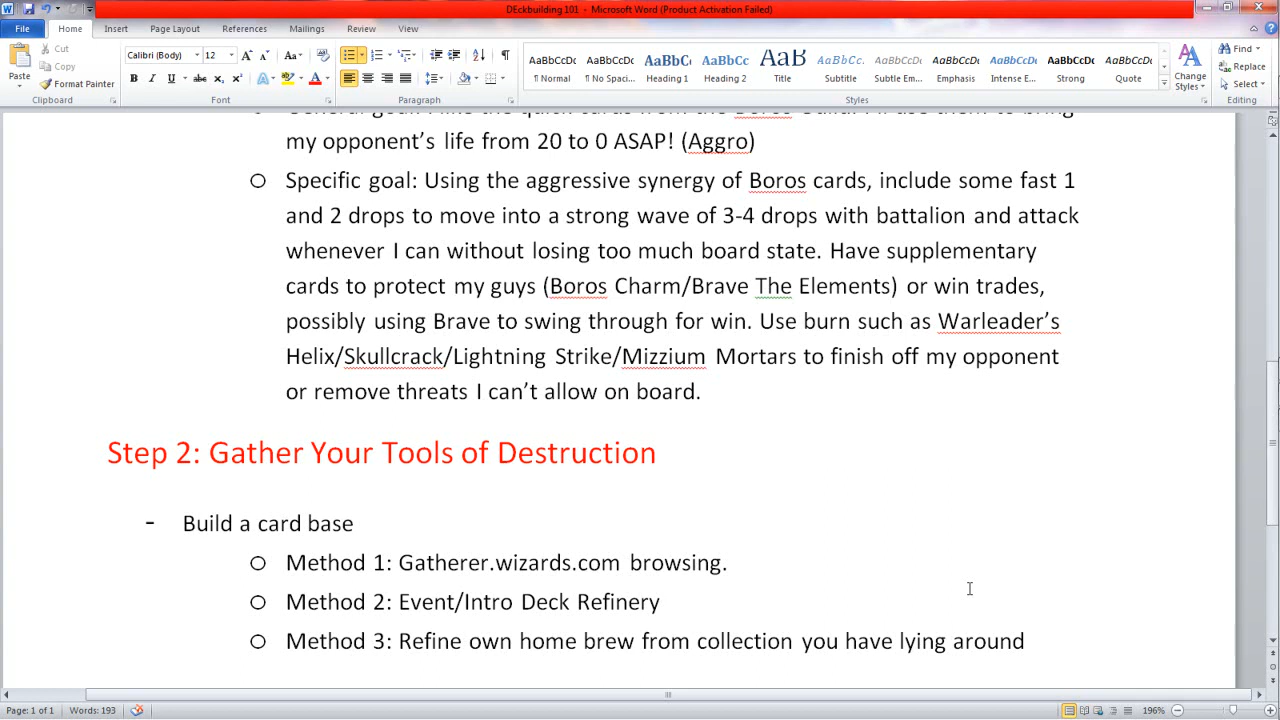 DEckbuilding 101 - Microsoft Word (Product Activation Failed)
File Home Insert Page Layout References Mailings Review View
Paste Cut Copy Format Painter Clipboard
Calibri (Body) 12 Font
Paragraph
AaBbCcDc AaBbCcDc AaBbC AaBbCc AaB AaBbCc. AaBbCcDc AaBbCcDc AaBbCcDc AaBbCcDc AaBbCcDc
¶ Normal ¶ No Spaci... Heading 1 Heading 2 Title Subtitle Subtle Em... Emphasis Intense E... Strong Quote
Styles
Change Styles
Find Replace Select Editing
my opponent's life from 20 to 0 ASAP! (Aggro)
Specific goal: Using the aggressive synergy of Boros cards, include some fast 1
and 2 drops to move into a strong wave of 3-4 drops with battalion and attack
whenever I can without losing too much board state. Have supplementary
cards to protect my guys (Boros Charm/Brave The Elements) or win trades,
possibly using Brave to swing through for win. Use burn such as Warleader's
Helix/Skullcrack/Lightning Strike/Mizzium Mortars to finish off my opponent
or remove threats I can't allow on board.
Step 2: Gather Your Tools of Destruction
- Build a card base
Method 1: Gatherer.wizards.com browsing.
Method 2: Event/Intro Deck Refinery
Method 3: Refine own home brew from collection you have lying around
Page: 1 of 1 Words: 193 196%